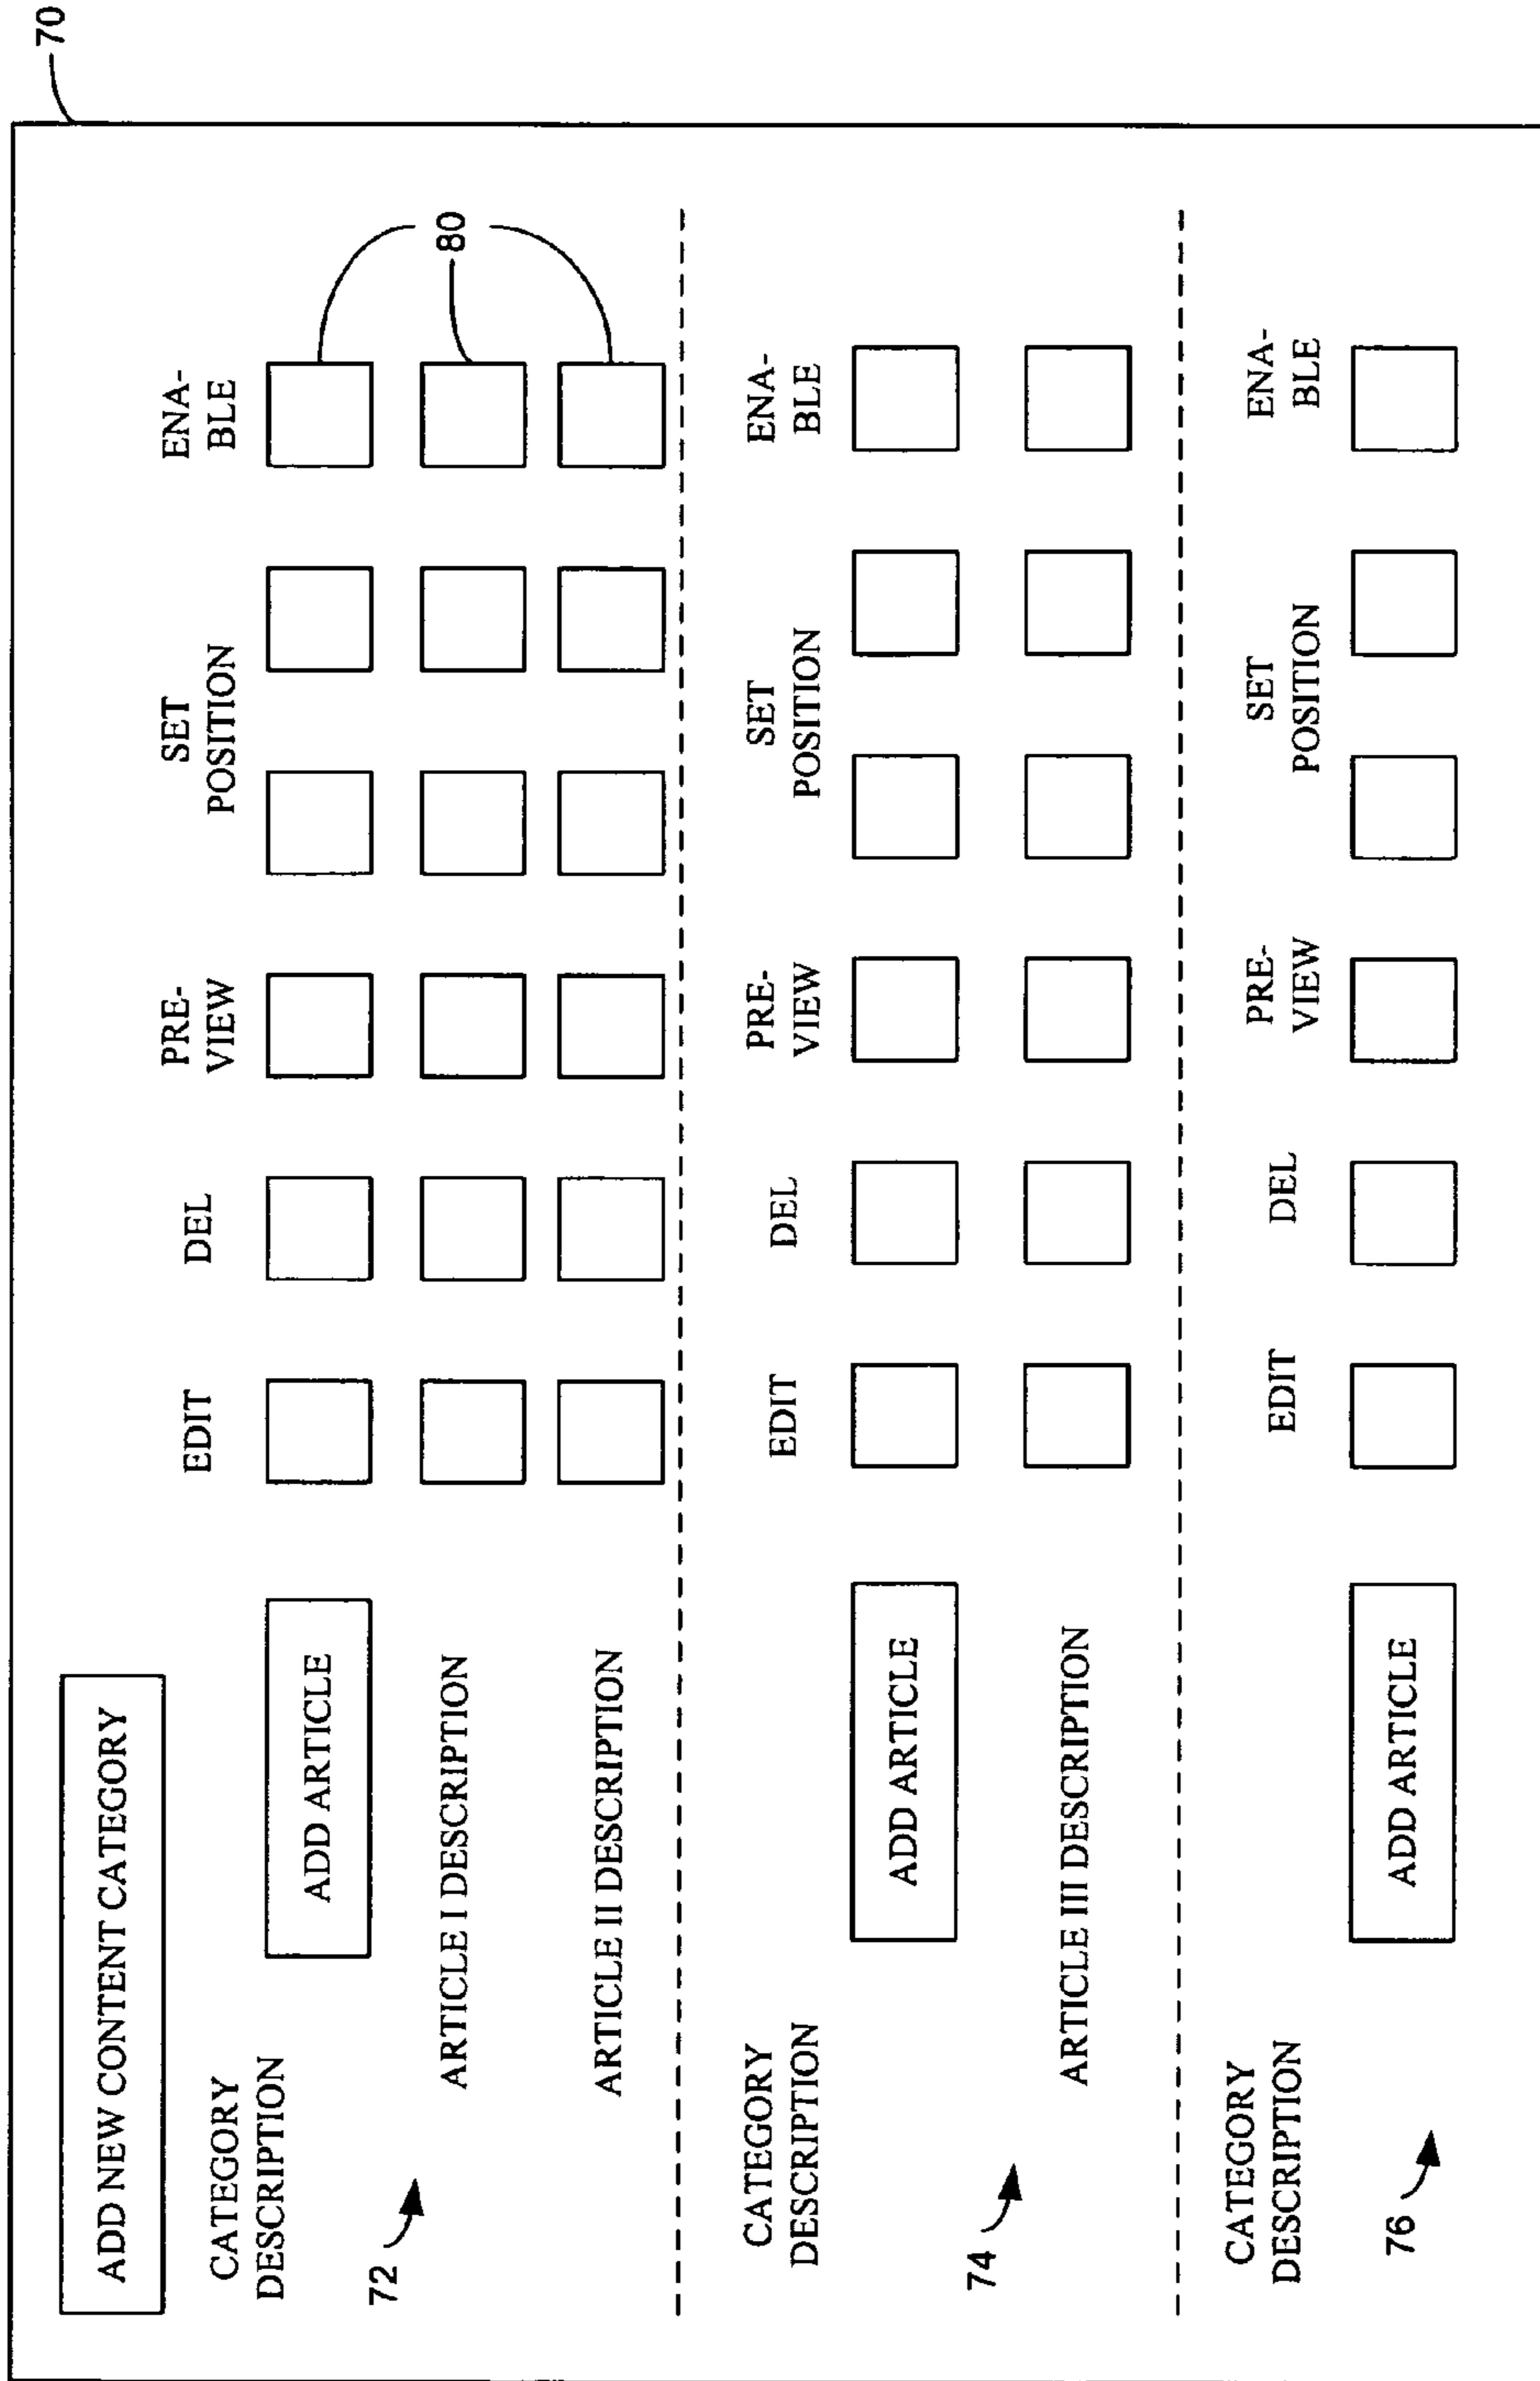 70
ADD NEW CONTENT CATEGORY
CATEGORY
DESCRIPTION
EDIT
DEL
PRE-
VIEW
SET
POSITION
ENA-
BLE
ADD ARTICLE
72
80
ARTICLE I DESCRIPTION
ARTICLE II DESCRIPTION
CATEGORY
DESCRIPTION
EDIT
DEL
PRE-
VIEW
SET
POSITION
ENA-
BLE
ADD ARTICLE
74
ARTICLE III DESCRIPTION
CATEGORY
DESCRIPTION
EDIT
DEL
PRE-
VIEW
SET
POSITION
ENA-
BLE
76
ADD ARTICLE